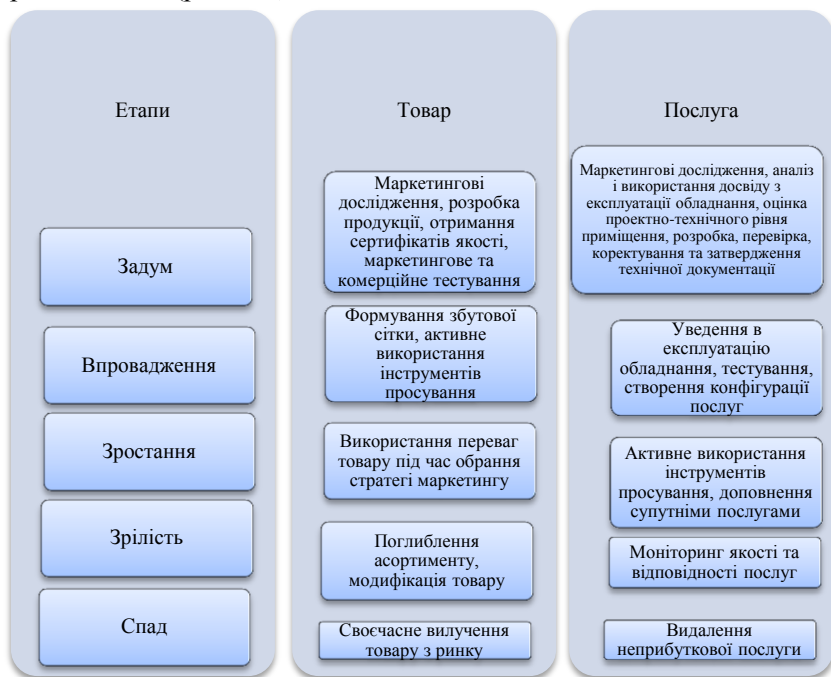 Етапи
Задум
Впровадження
Зростання
Зрілість
Спад
Товар
Маркетингові
дослідження, розробка
продукції, отримання
сертифікатів якості,
маркетингове та
комерційне тестування
Формування збутової
сітки, активне
використання
інструментів
просування
Використання переваг
товару під час обрання
стратегі маркетингу
Поглиблення
асортименту,
модифікація товару
Своєчасне вилучення
товару з ринку
Послуга
Маркетингові дослідження, аналіз
і використання досвіду з
експлуатації обладнання, оцінка
проектно-технічного рівня
приміщення, розробка, перевірка,
коректування та затвердження
технічної документації
Уведення в
експлуатацію
обладнання, тестування,
створення конфігурації
послуг
Активне використання
інструментів
просування, доповнення
супутніми послугами
Моніторинг якості та
відповідності послуг
Видалення
неприбуткової послуги